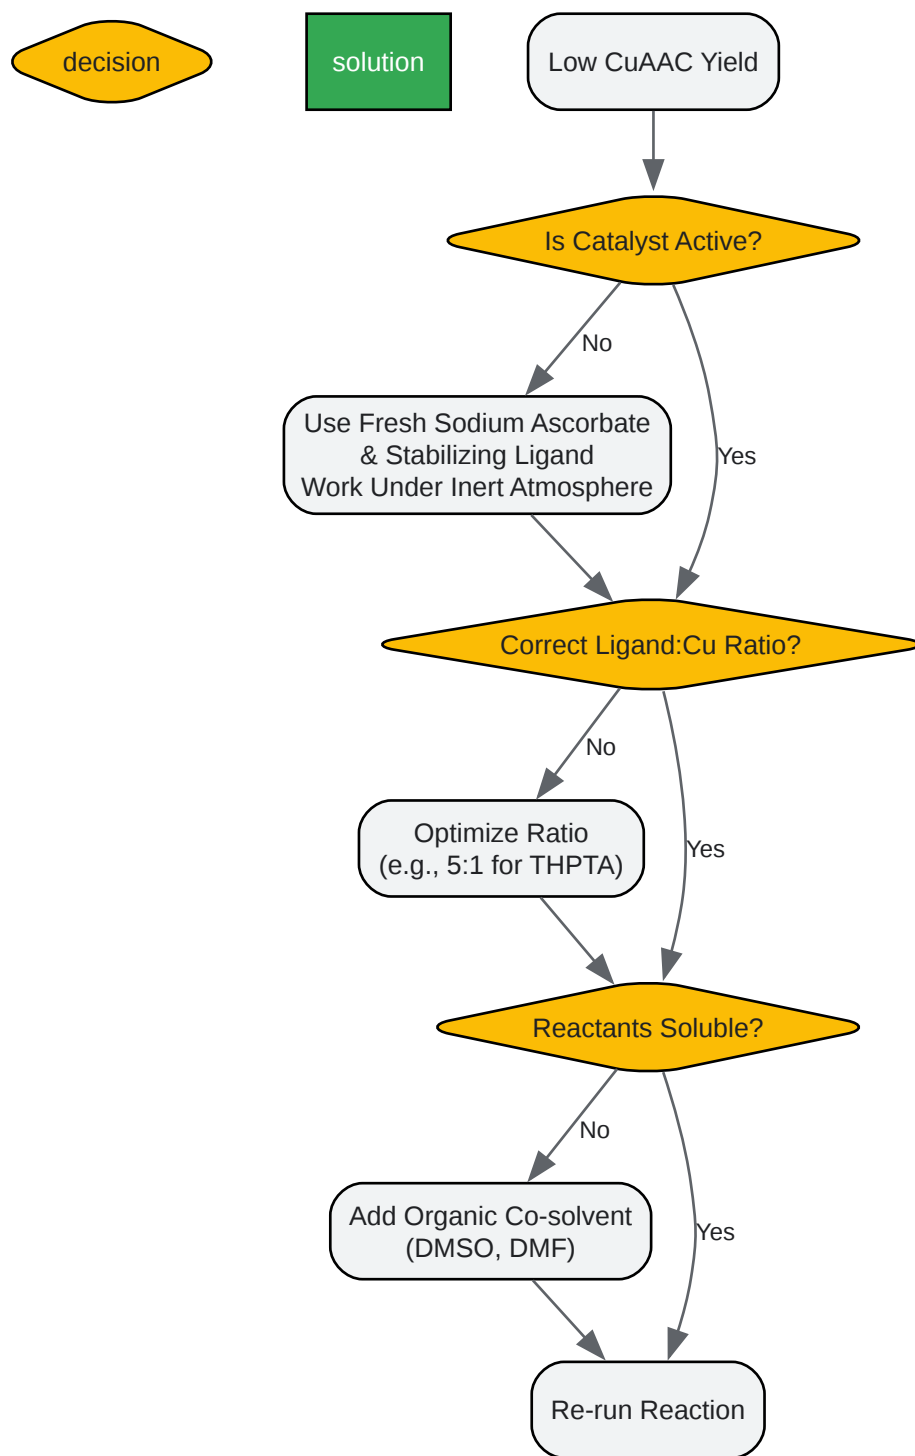 decision
solution
Low CuAAC Yield
Is Catalyst Active?
No
Use Fresh Sodium Ascorbate
& Stabilizing Ligand
Work Under Inert Atmosphere
Yes
Correct Ligand:Cu Ratio?
No
Optimize Ratio
(e.g., 5:1 for THPTA)
Yes
Reactants Soluble?
No
Add Organic Co-solvent
(DMSO, DMF)
Yes
Re-run Reaction